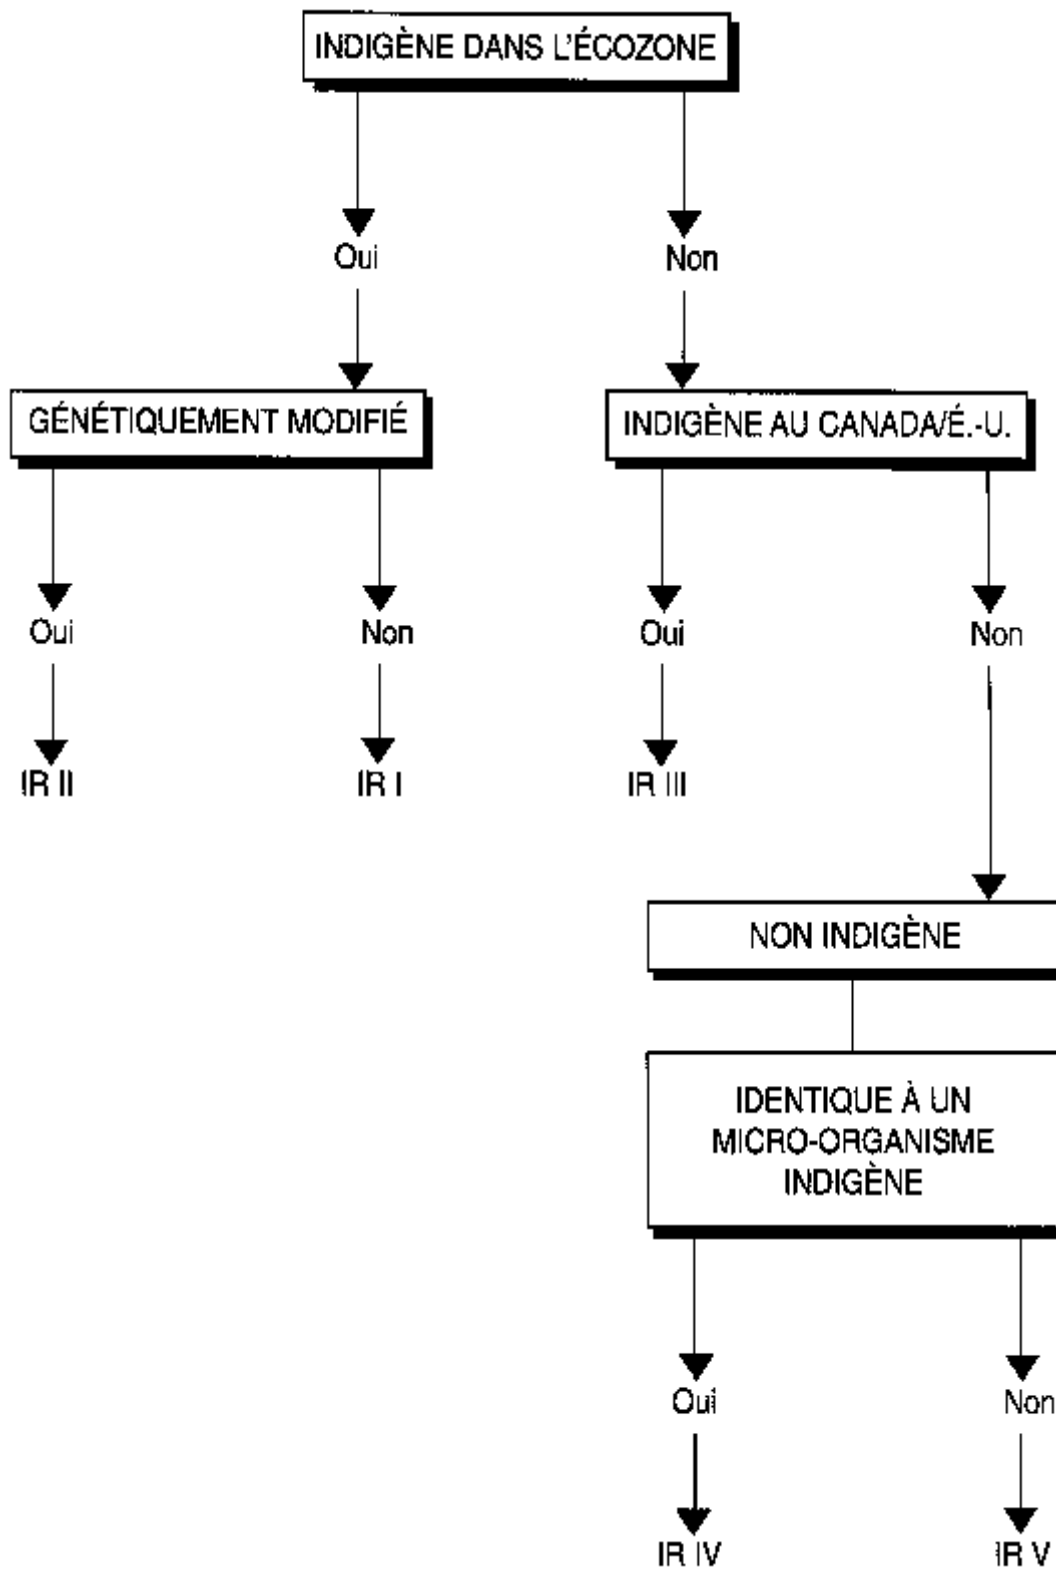 INDIGÈNE DANS L'ÉCOZONE
Oui
Non
GÉNÉTIQUEMENT MODIFIÉ
INDIGÈNE AU CANADA/É.-U.
Oui
Non
Oui
Non
IR II
IR I
IR III
NON INDIGÈNE
IDENTIQUE À UN
MICRO-ORGANISME
INDIGÈNE
Oui
Non
IR IV
IR V